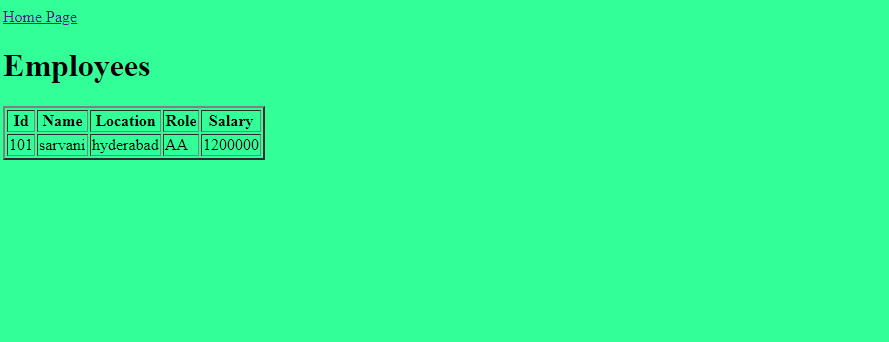 Home Page
Employees
Id Name Location Role Salary
101 sarvani hyderabad AA 1200000